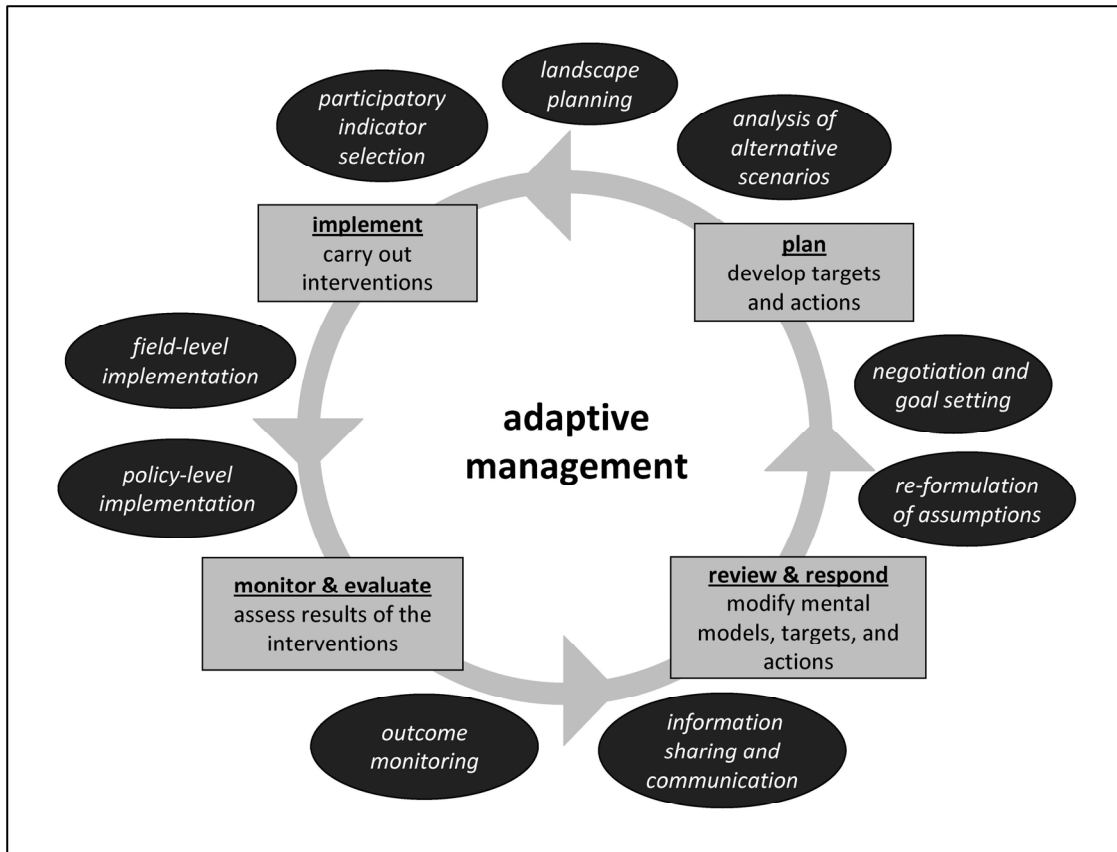 landscape
planning
participatory
indicator
selection
analysis of
alternative
scenarios
implement
carry out
interventions
plan
develop targets
and actions
field-level
implementation
negotiation and
goal setting
adaptive
management
policy-level
implementation
re-formulation
of assumptions
monitor & evaluate
assess results of the
interventions
review & respond
modify mental
models, targets, and
actions
outcome
monitoring
information
sharing and
communication